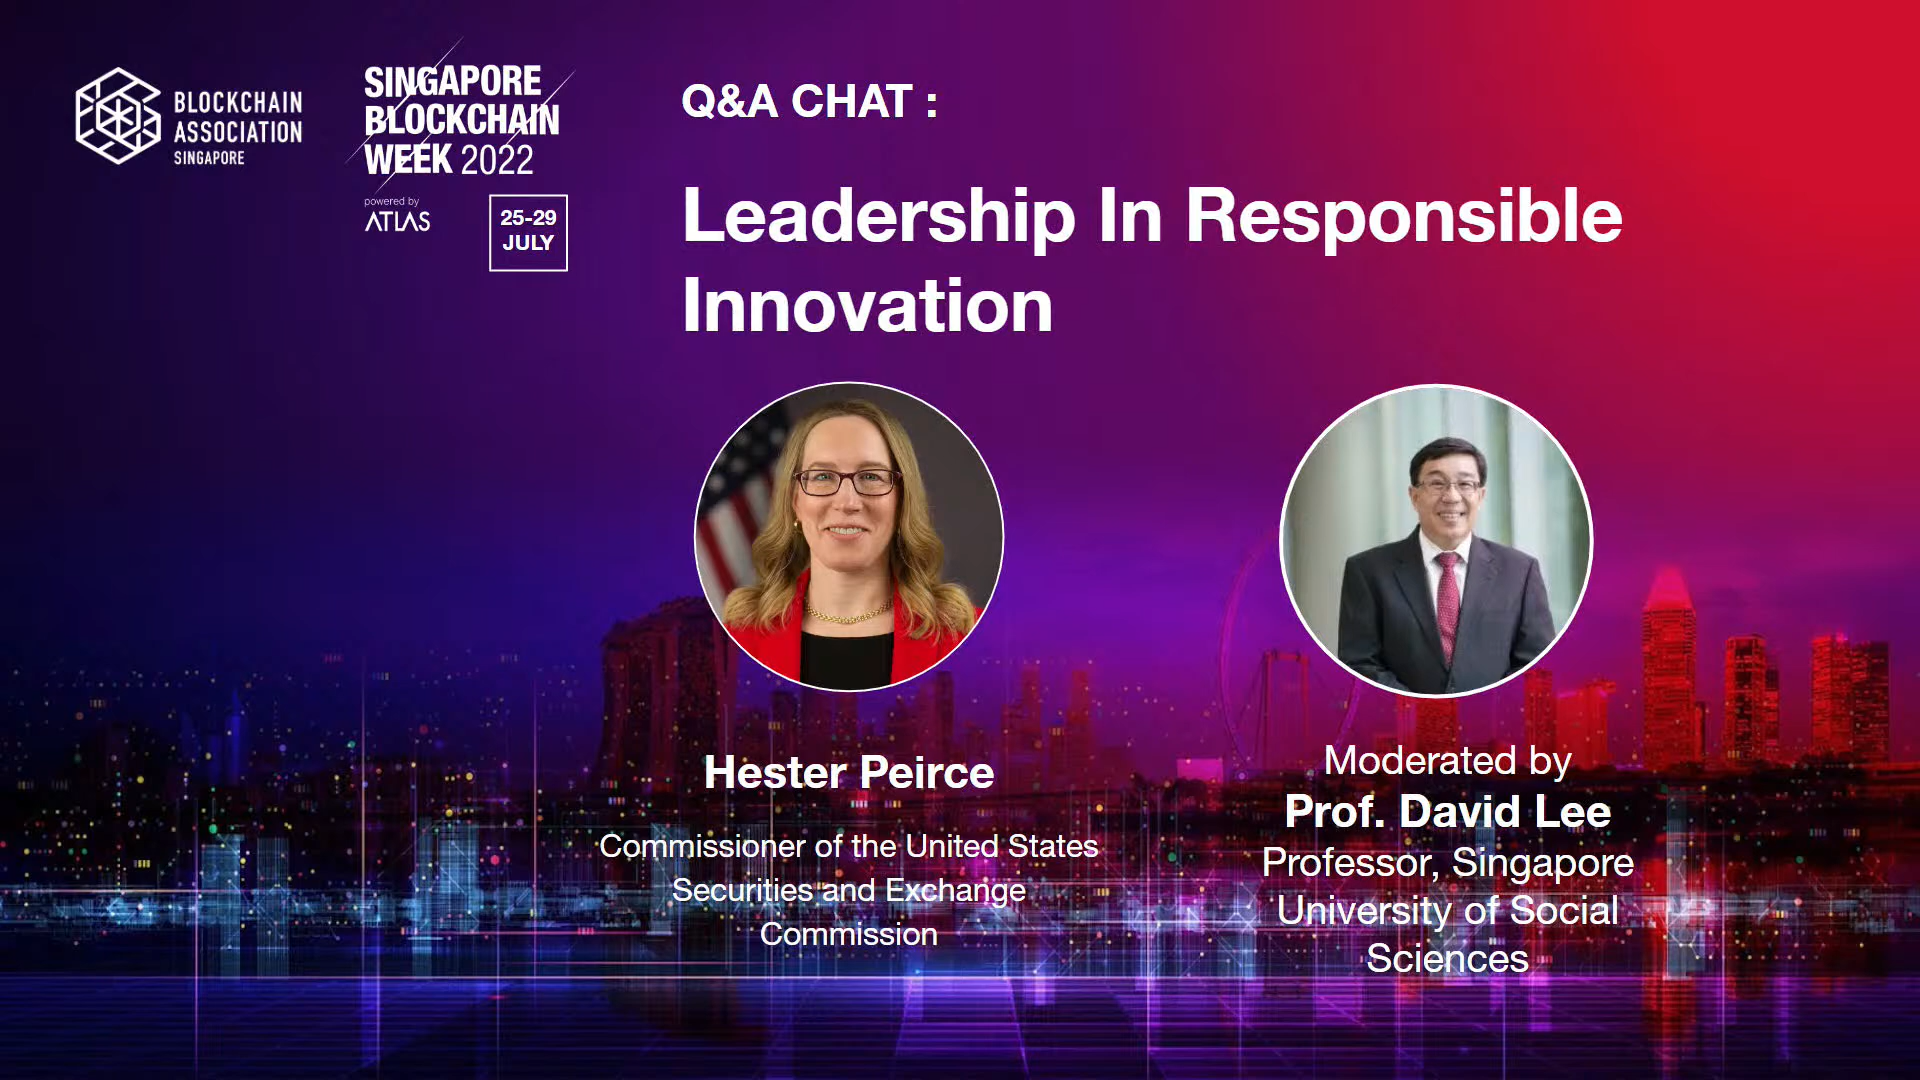 BLOCKCHAIN
ASSOCIATION
SINGAPORE
SINGAPORE
BLOCKCHAIN
WEEK 2022
powered by
ATLAS
25-29
JULY
Q&A CHAT :
Leadership In Responsible
Innovation
Hester Peirce
Commissioner of the United States
Securities and Exchange
Commission
Moderated by
Prof. David Lee
Professor, Singapore
University of Social
Sciences